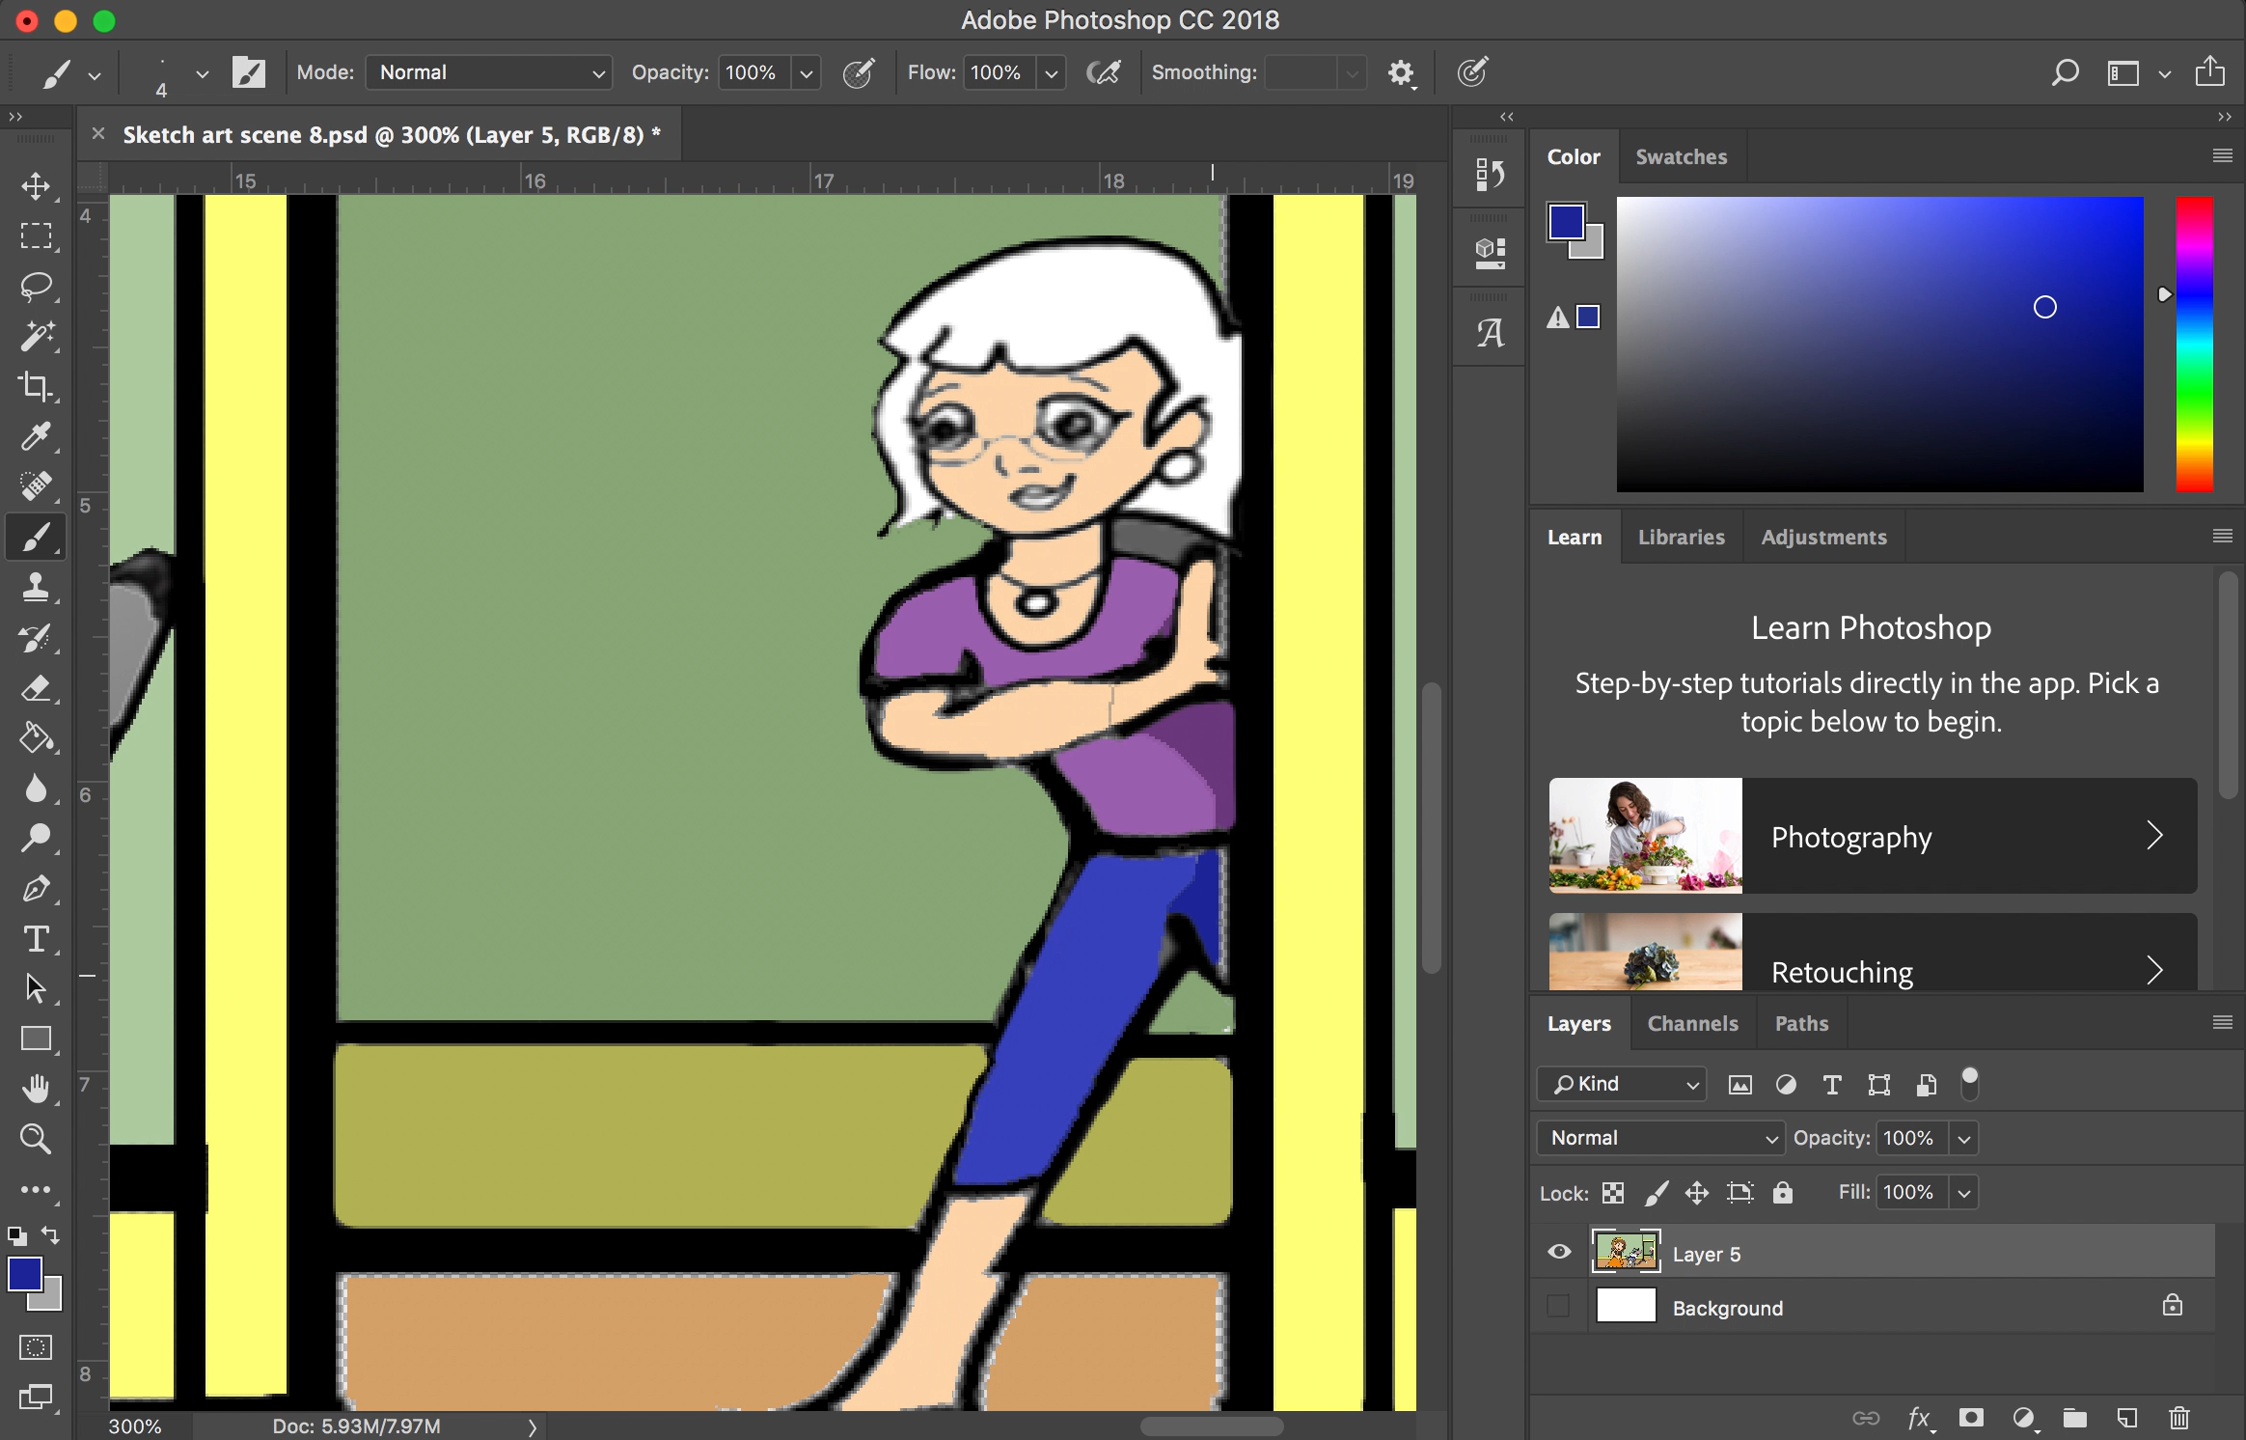 Adobe Photoshop CC 2018
4 Mode: Normal Opacity: 100% Flow: 100% Smoothing:
Sketch art scene 8.psd @ 300% (Layer 5, RGB/8) *
15 16 17 18 19
4
5
6
7
8
300% Doc: 5.93M/7.97M
Color Swatches
Learn Libraries Adjustments
Learn Photoshop
Step-by-step tutorials directly in the app. Pick a
topic below to begin.
Photography
Retouching
Layers Channels Paths
Kind
Normal Opacity: 100%
Lock: Fill: 100%
Layer 5
Background
fx